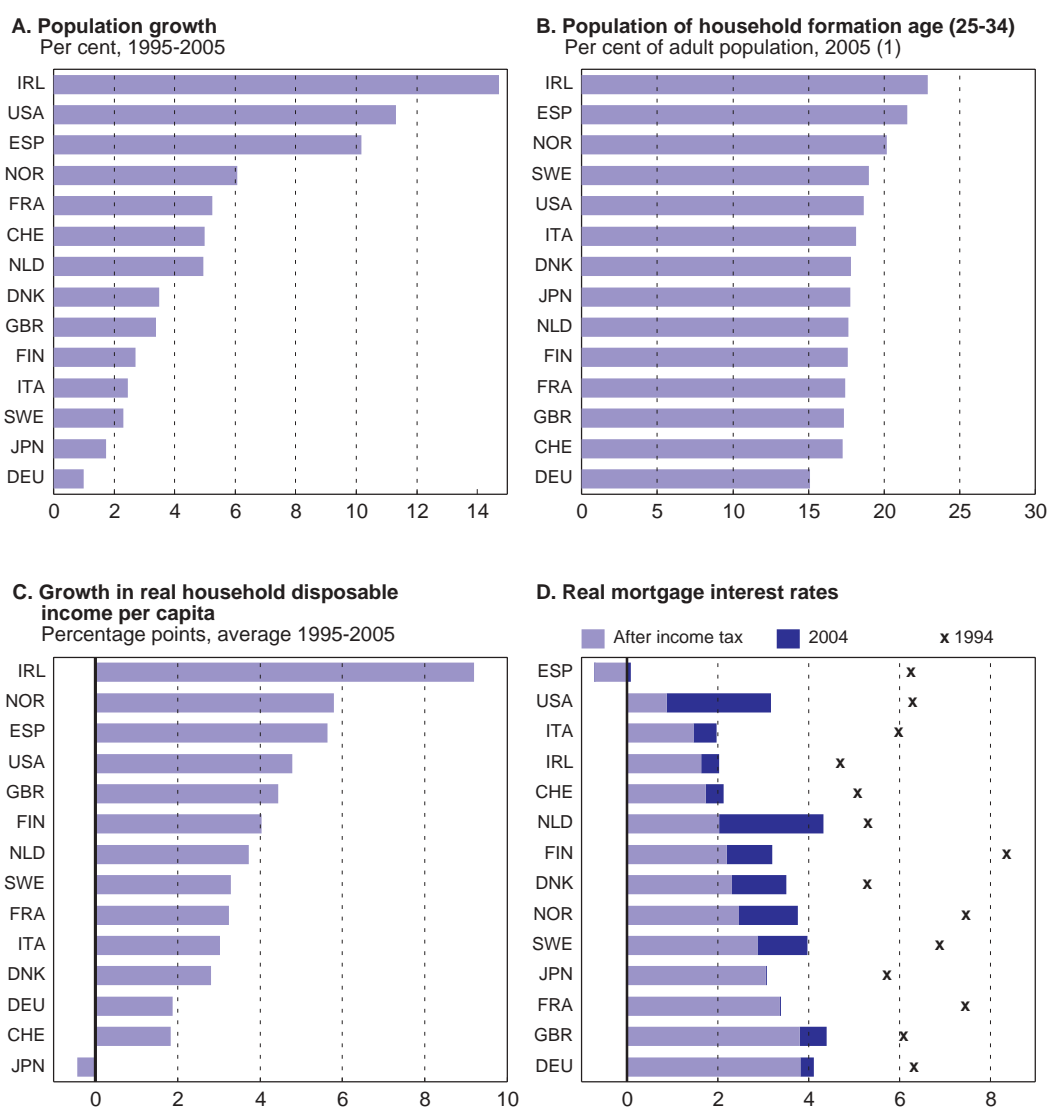 A. Population growth
Per cent, 1995-2005
IRL
USA
ESP
NOR
FRA
CHE
NLD
DNK
GBR
FIN
ITA
SWE
JPN
DEU
0 2 4 6 8 10 12 14
B. Population of household formation age (25-34)
Per cent of adult population, 2005 (1)
IRL
ESP
NOR
SWE
USA
ITA
DNK
JPN
NLD
FIN
FRA
GBR
CHE
DEU
0 5 10 15 20 25 30
C. Growth in real household disposable
income per capita
Percentage points, average 1995-2005
IRL
NOR
ESP
USA
GBR
FIN
NLD
SWE
FRA
ITA
DNK
DEU
CHE
JPN
0 2 4 6 8 10
D. Real mortgage interest rates
After income tax 2004 x 1994
ESP x
USA x
ITA x
IRL x
CHE x
NLD x
FIN x
DNK x
NOR x
SWE x
JPN x
FRA x
GBR x
DEU x
0 2 4 6 8